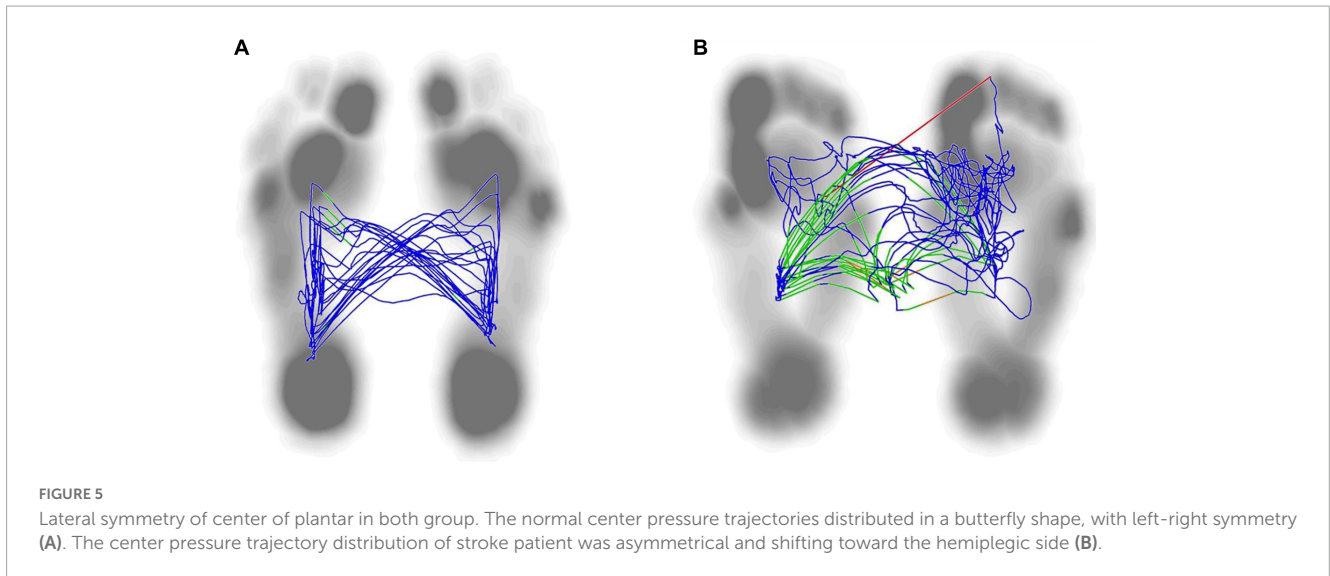 A
B
FIGURE 5
Lateral symmetry of center of plantar in both group. The normal center pressure trajectories distributed in a butterfly shape, with left-right symmetry
(A). The center pressure trajectory distribution of stroke patient was asymmetrical and shifting toward the hemiplegic side (B).